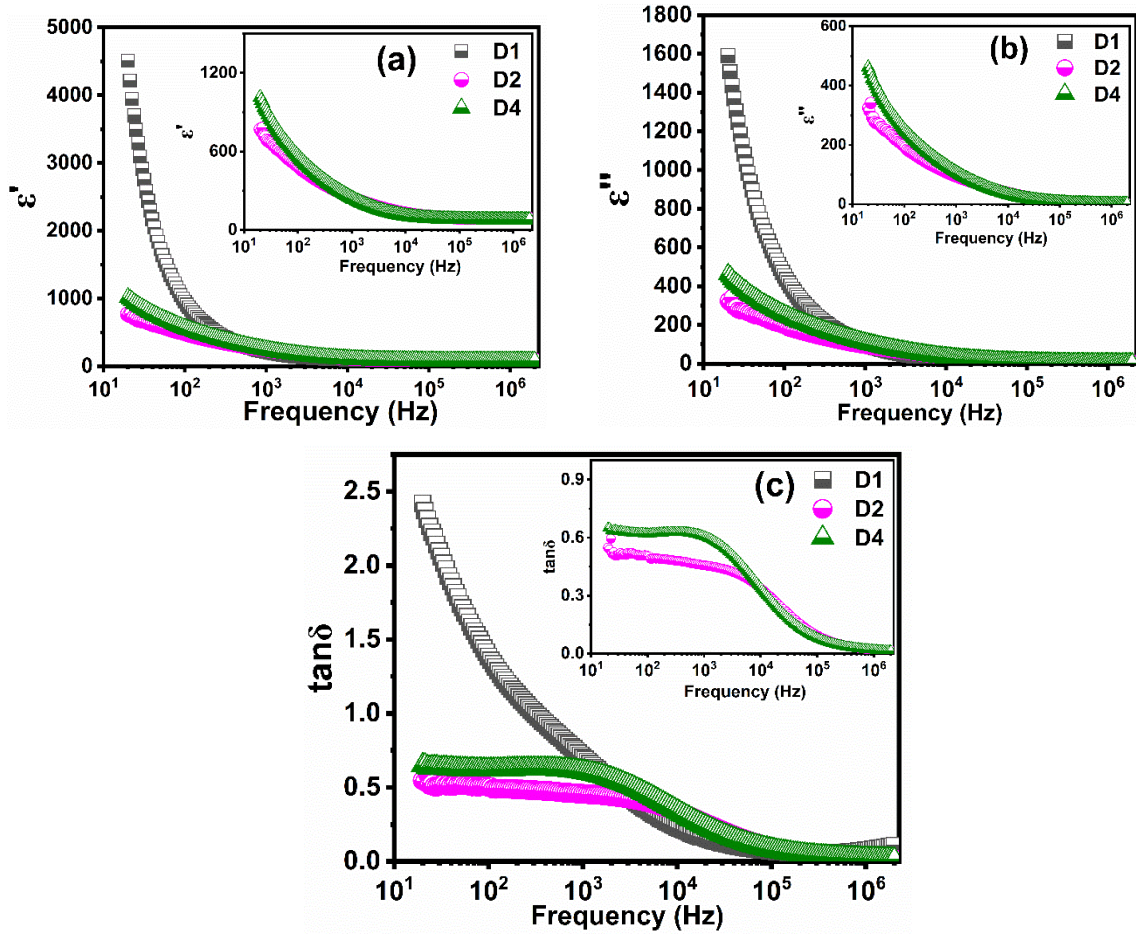 (a)
D1
D2
D4
ε'
5000
4000
3000
2000
1000
0
10¹ 10² 10³ 10⁴ 10⁵ 10⁶
Frequency (Hz)
ε'
1200
600
0
10¹ 10² 10³ 10⁴ 10⁵ 10⁶
Frequency (Hz)
(b)
D1
D2
D4
ε"
1800
1600
1400
1200
1000
800
600
400
200
0
10¹ 10² 10³ 10⁴ 10⁵ 10⁶
Frequency (Hz)
ε"
600
400
200
0
10¹ 10² 10³ 10⁴ 10⁵ 10⁶
Frequency (Hz)
(c)
D1
D2
D4
tanδ
2.5
2.0
1.5
1.0
0.5
0.0
10¹ 10² 10³ 10⁴ 10⁵ 10⁶
Frequency (Hz)
tanδ
0.9
0.6
0.3
0.0
10¹ 10² 10³ 10⁴ 10⁵ 10⁶
Frequency (Hz)